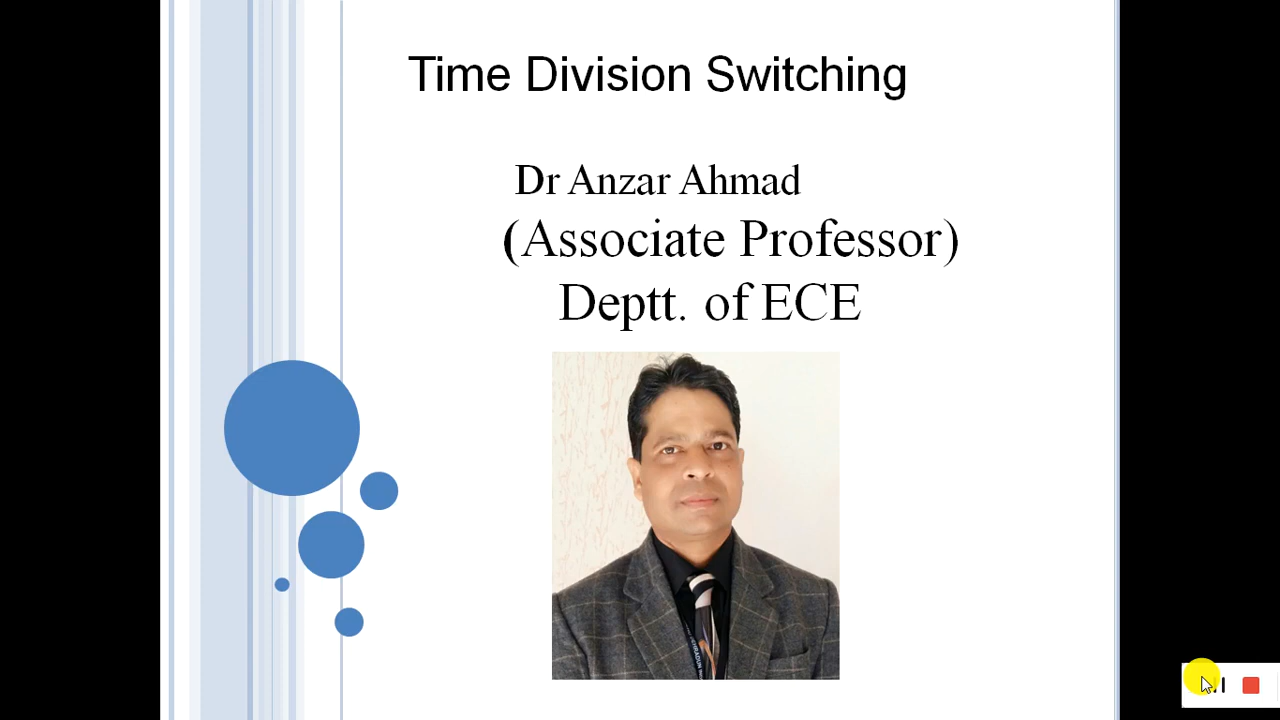 Time Division Switching
Dr Anzar Ahmad
(Associate Professor)
Deptt. of ECE